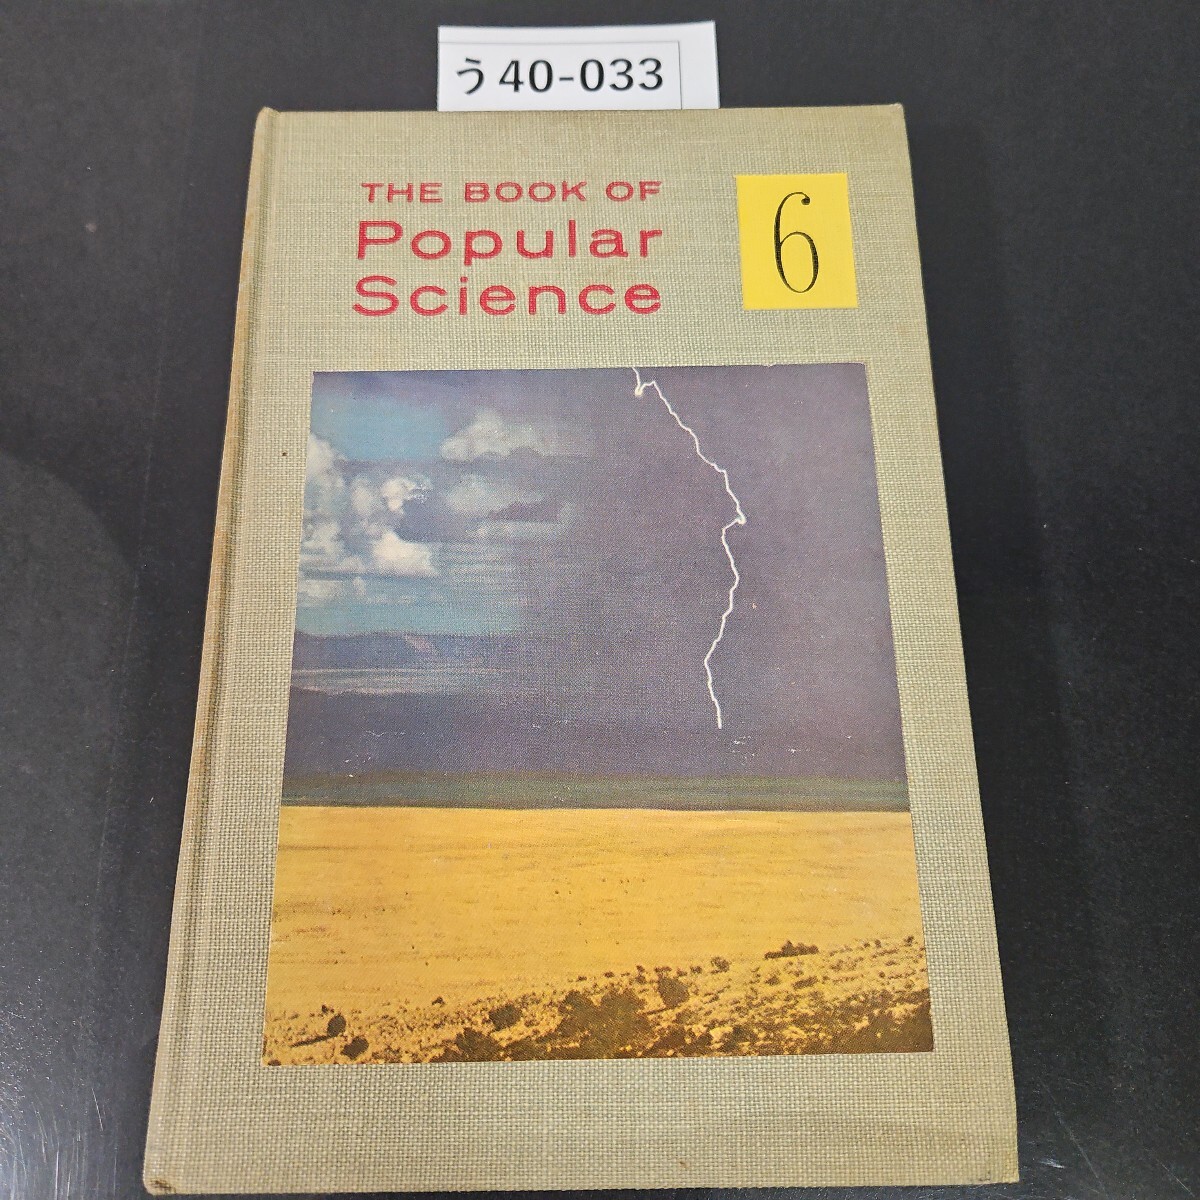 う40-033
THE BOOK OF
Popular
Science
6